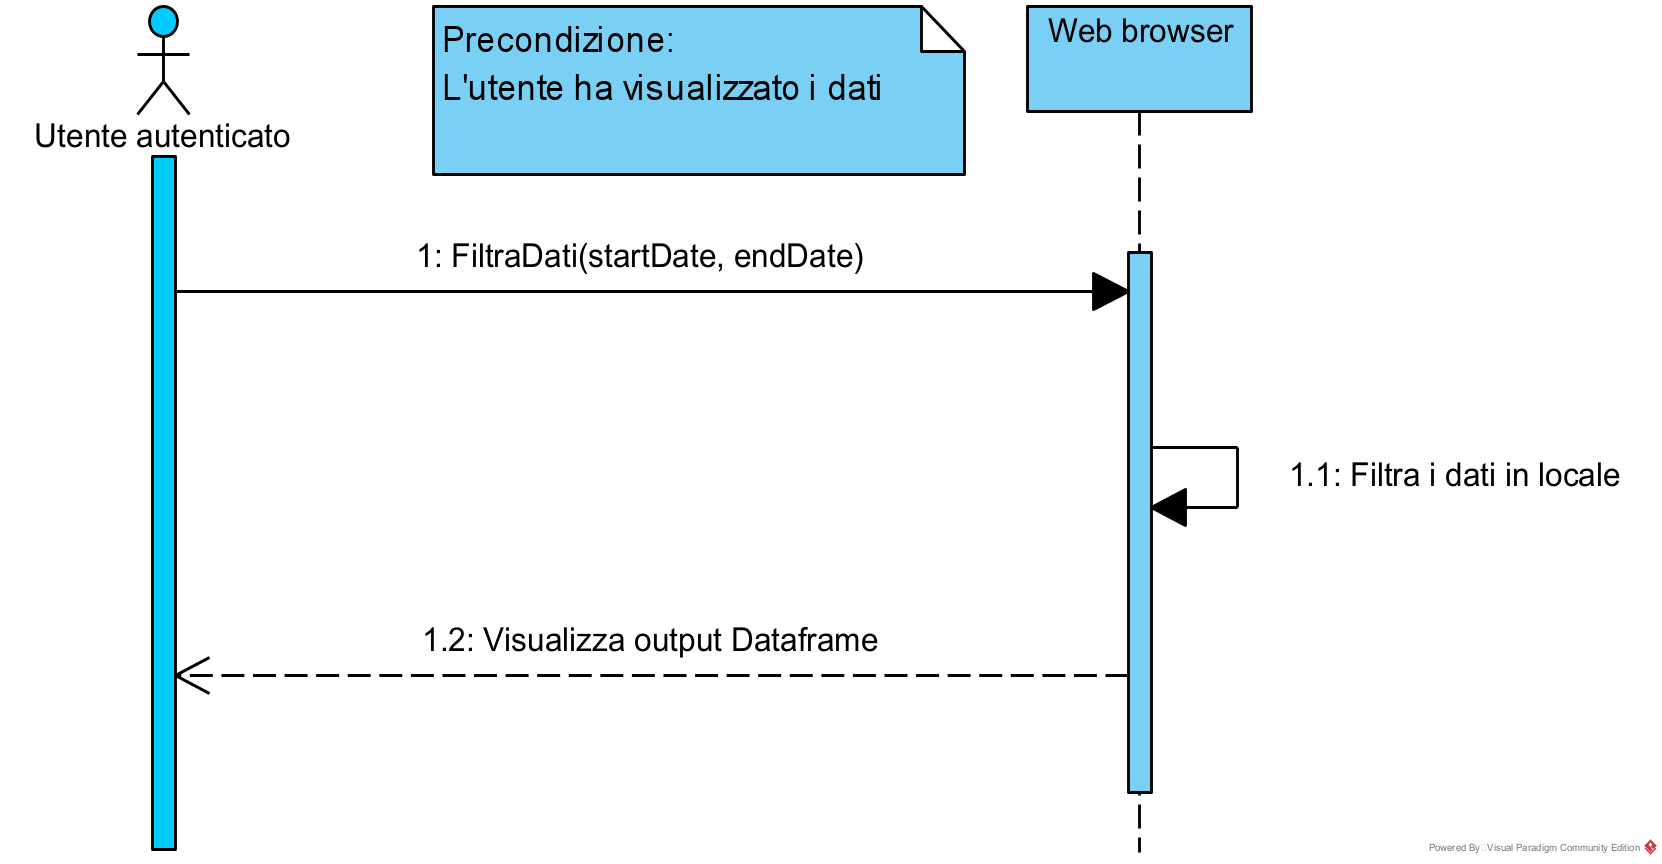 Utente autenticato
Precondizione:
L'utente ha visualizzato i dati
Web browser
1: FiltraDati(startDate, endDate)
1.1: Filtra i dati in locale
1.2: Visualizza output Dataframe
Powered By Visual Paradigm Community Edition